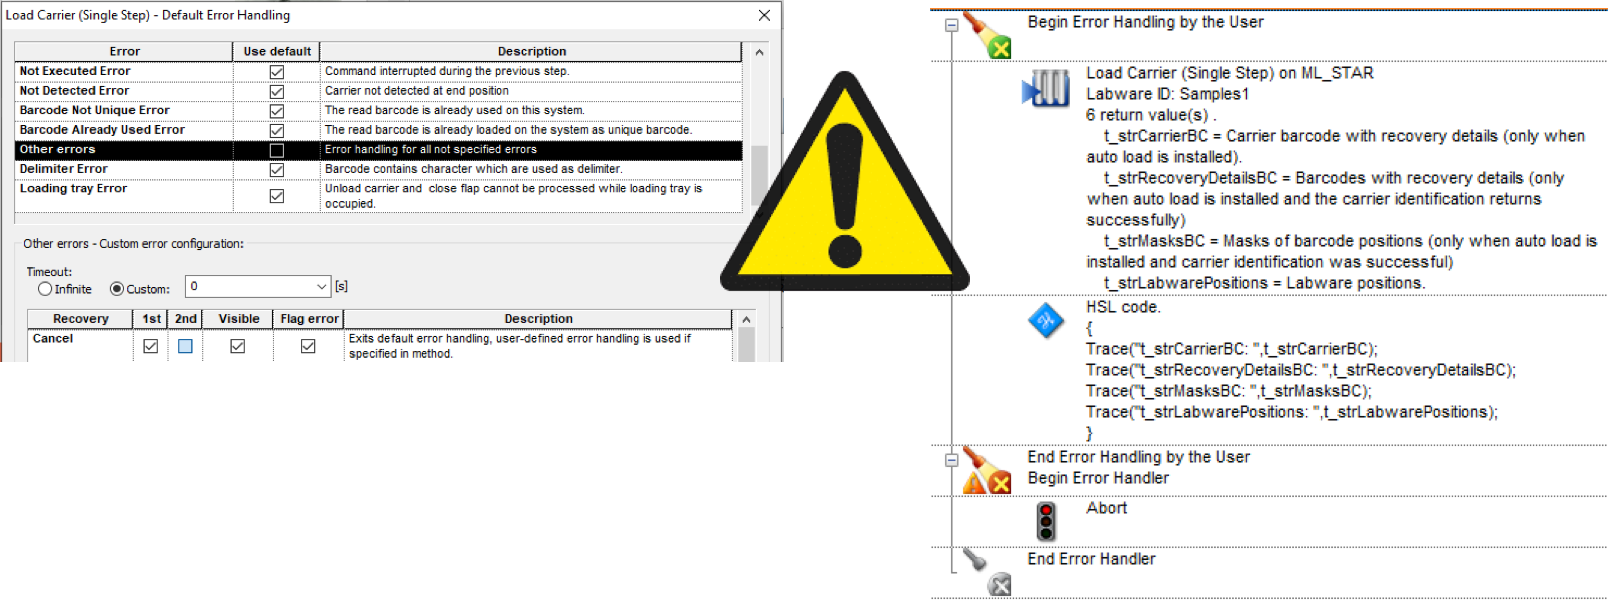 Load Carrier (Single Step) - Default Error Handling
Error Use default Description
Not Executed Error Command interrupted during the previous step.
Not Detected Error Carrier not detected at end position
Barcode Not Unique Error The read barcode is already used on this system.
Barcode Already Used Error The read barcode is already loaded on the system as unique barcode.
Other errors Error handling for all not specified errors
Delimiter Error Barcode contains character which are used as delimiter.
Loading tray Error Unload carrier and close flap cannot be processed while loading tray is
occupied.
Other errors - Custom error configuration:
Timeout:
Infinite Custom: 0 [s]
Recovery 1st 2nd Visible Flag error Description
Cancel Exits default error handling, user-defined error handling is used if
specified in method.
Begin Error Handling by the User
Load Carrier (Single Step) on ML_STAR
Labware ID: Samples1
6 return value(s) .
t_strCarrierBC = Carrier barcode with recovery details (only when
auto load is installed).
t_strRecoveryDetailsBC = Barcodes with recovery details (only
when auto load is installed and the carrier identification returns
successfully)
t_strMasksBC = Masks of barcode positions (only when auto load is
installed and carrier identification was successful)
t_strLabwarePositions = Labware positions.
HSL code.
{
Trace("t_strCarrierBC: ",t_strCarrierBC);
Trace("t_strRecoveryDetailsBC: ",t_strRecoveryDetailsBC);
Trace("t_strMasksBC: ",t_strMasksBC);
Trace("t_strLabwarePositions: ",t_strLabwarePositions);
}
End Error Handling by the User
Begin Error Handler
Abort
End Error Handler